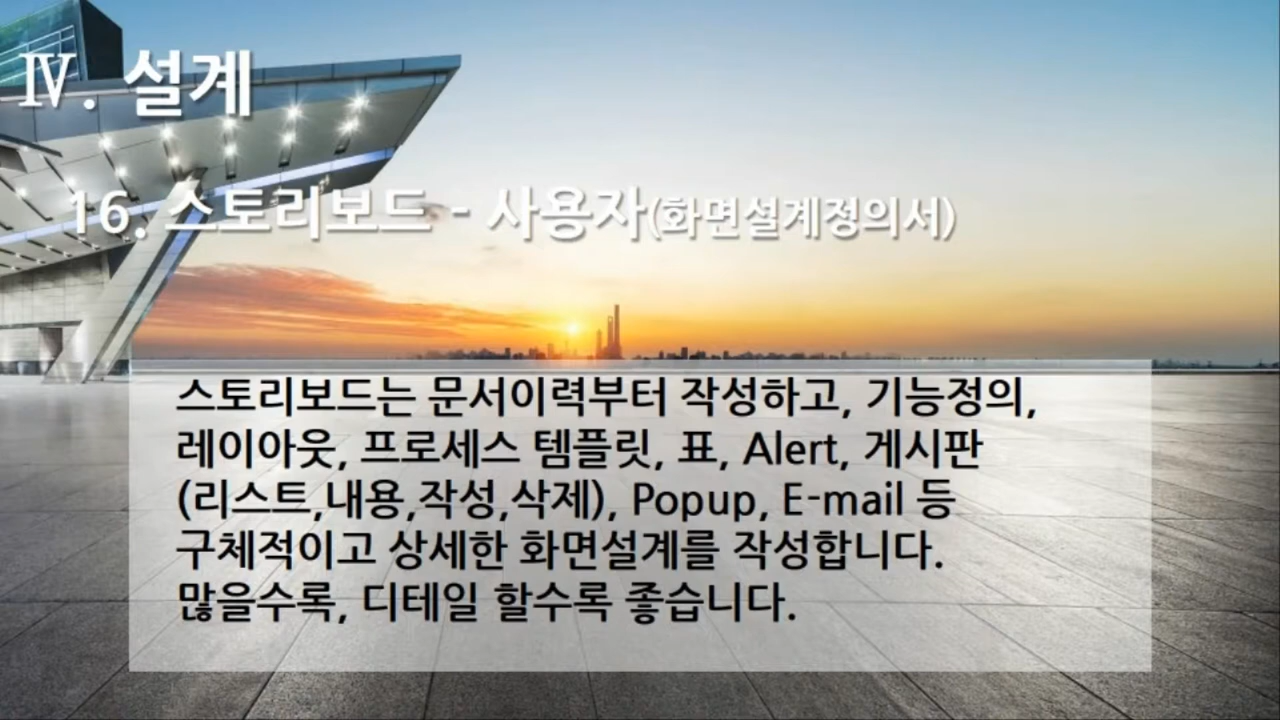 Ⅳ. 설계
16. 스토리보드 - 사용자(화면설계정의서)
스토리보드는 문서이력부터 작성하고, 기능정의,
레이아웃, 프로세스 템플릿, 표, Alert, 게시판
(리스트,내용,작성,삭제), Popup, E-mail 등
구체적이고 상세한 화면설계를 작성합니다.
많을수록, 디테일 할수록 좋습니다.